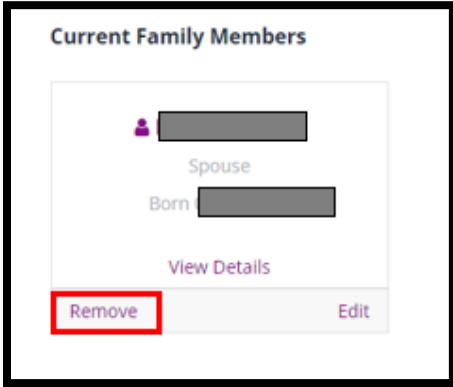 Current Family Members
Spouse
Born
View Details
Remove Edit